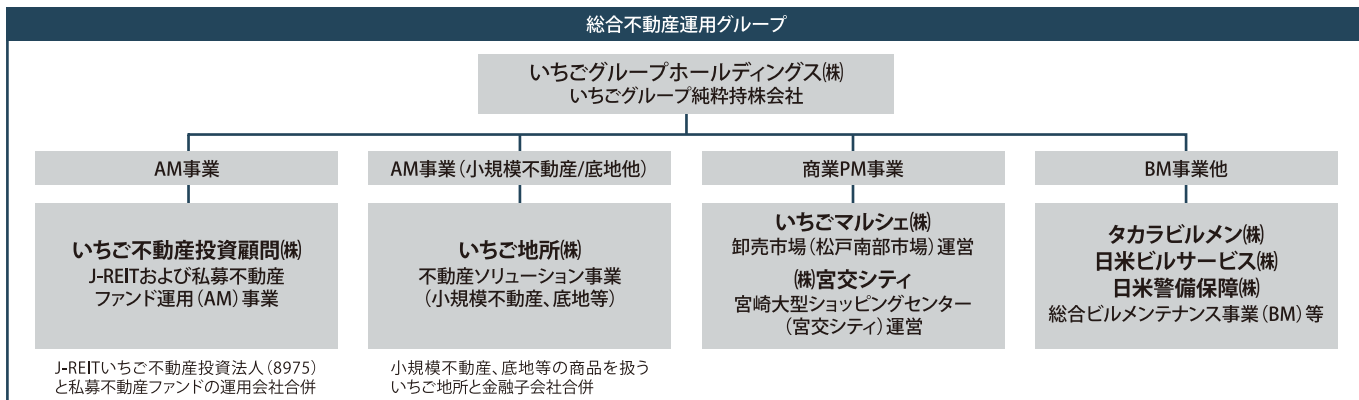 総合不動産運用グループ
いちごグループホールディングス㈱
いちごグループ純粋持株会社
AM事業
いちご不動産投資顧問㈱
J-REITおよび私募不動産
ファンド運用(AM)事業
J-REITいちご不動産投資法人(8975)
と私募不動産ファンドの運用会社合併
AM事業(小規模不動産/底地他)
いちご地所㈱
不動産ソリューション事業
(小規模不動産、底地等)
小規模不動産、底地等の商品を扱う
いちご地所と金融子会社合併
商業PM事業
いちごマルシェ㈱
卸売市場(松戸南部市場)運営
㈱宮交シティ
宮崎大型ショッピングセンター
(宮交シティ)運営
BM事業他
タカラビルメン㈱
日米ビルサービス㈱
日米警備保障㈱
総合ビルメンテナンス事業(BM)等